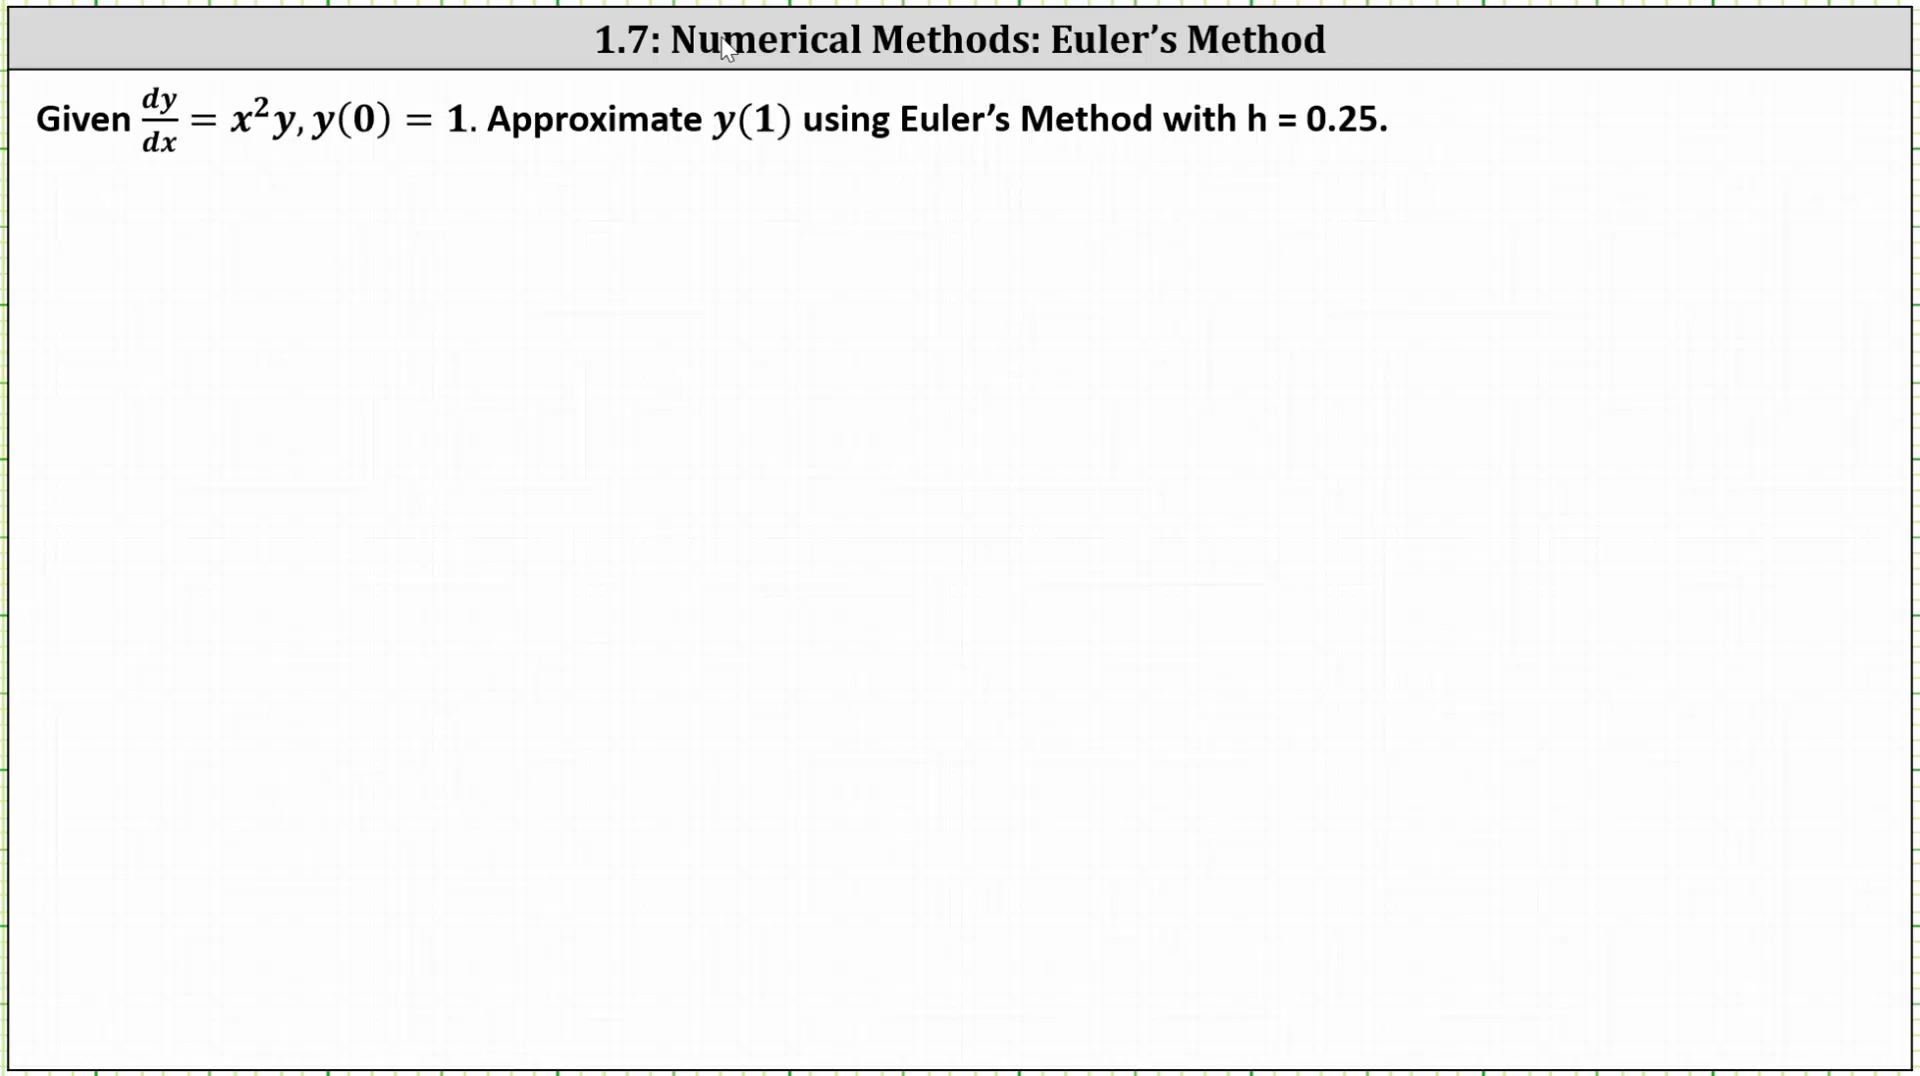 1.7: Numerical Methods: Euler’s Method
Given dy/dx = x²y, y(0) = 1. Approximate y(1) using Euler’s Method with h = 0.25.